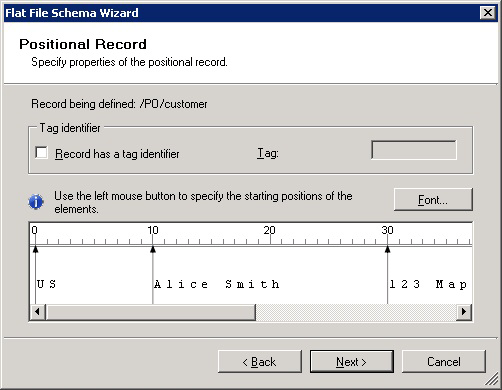 Flat File Schema Wizard
Positional Record
Specify properties of the positional record.
Record being defined: /PO/customer
Tag identifier
Record has a tag identifier
Tag:
Use the left mouse button to specify the starting positions of the
elements.
Font...
0 10 20 30
US Alice Smith 123 Map
< Back
Next >
Cancel